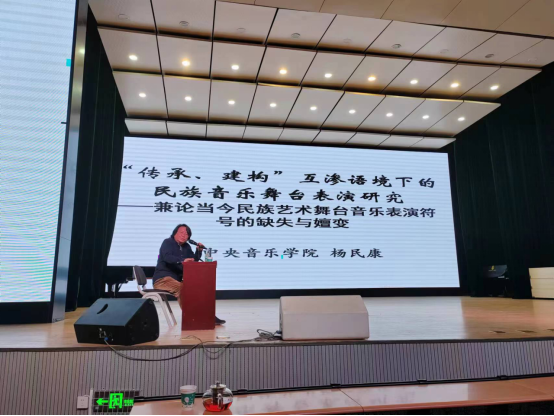 “传承、建构”互渗语境下的
民族音乐舞台表演研究
——兼论当今民族艺术舞台音乐表演符
号的缺失与嬗变
中央音乐学院 杨民康